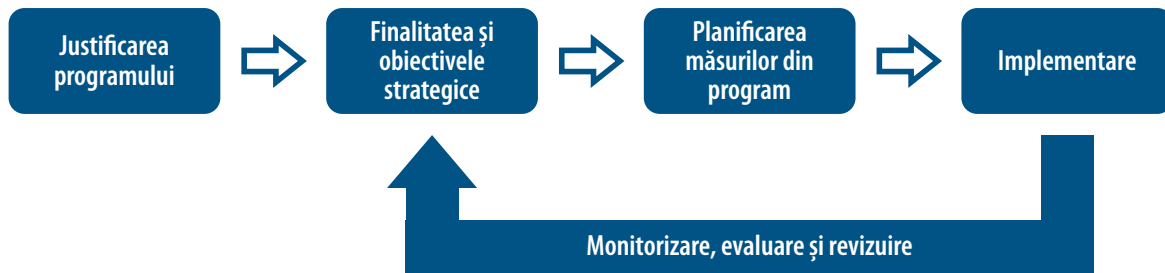 Justificarea
programului
Finalitatea și
obiectivele
strategice
Planificarea
măsurilor din
program
Implementare
Monitorizare, evaluare și revizuire